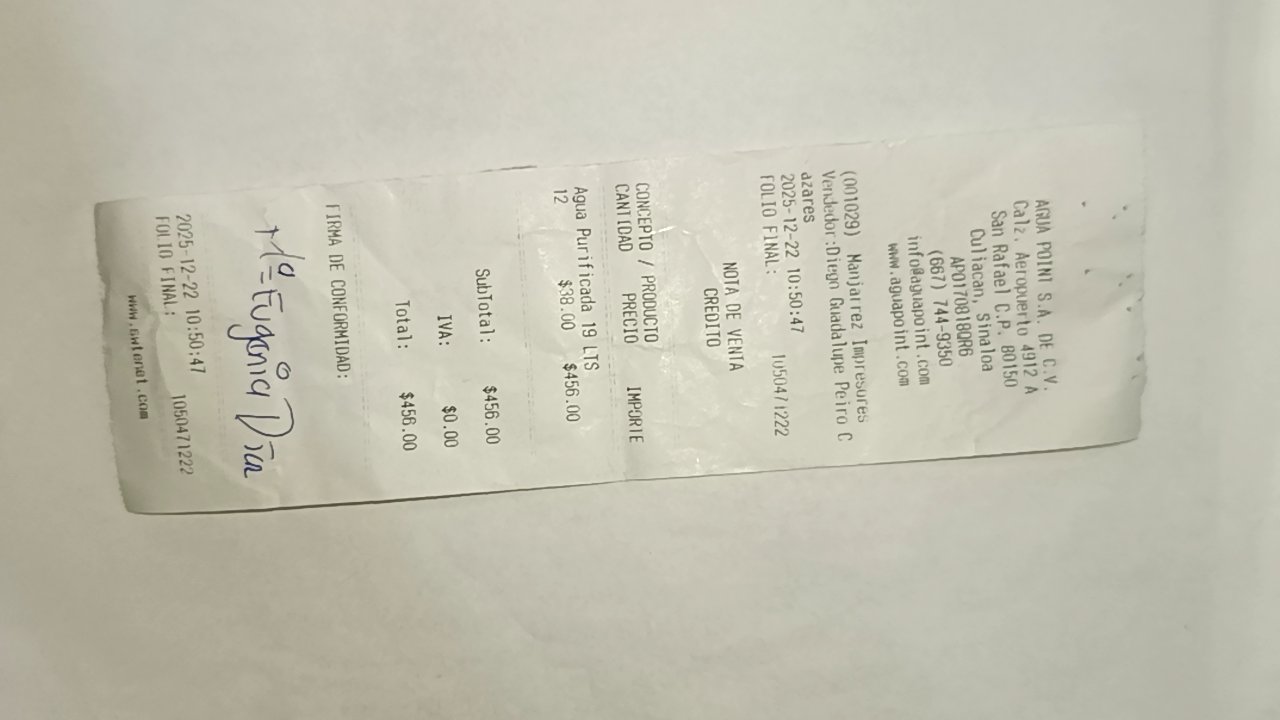 AGUA POINT S.A. DE C.V.
Calz. Aeropuerto 4912 A
San Rafael C.P. 80150
Culiacan, Sinaloa
APO170818QR6
(667) 744-9350
info@aguapoint.com
www.aguapoint.com
(001029) Manjarrez Impresores
Vendedor:Diego Guadalupe Peiro C
azares
2025-12-22 10:50:47 1050471222
FOLIO FINAL:
NOTA DE VENTA
CREDITO
CONCEPTO / PRODUCTO
CANTIDAD PRECIO IMPORTE
Agua Purificada 19 LTS
12 $38.00 $456.00
SubTotal: $456.00
IVA: $0.00
Total: $456.00
FIRMA DE CONFORMIDAD:
Ma Eugenia Díaz
2025-12-22 10:50:47 1050471222
FOLIO FINAL: